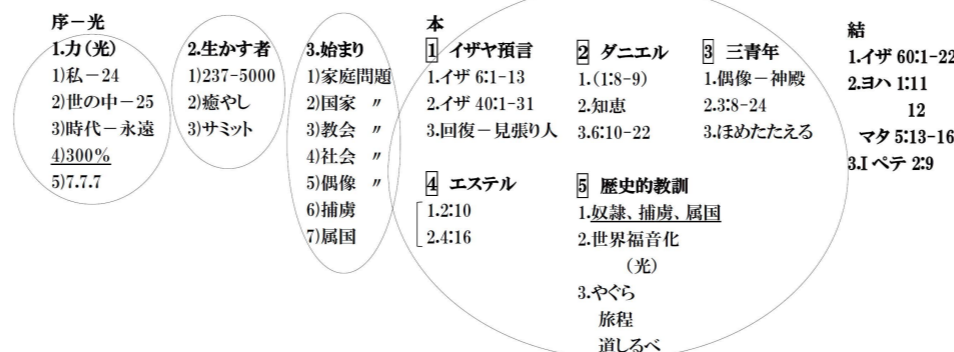 序－光
1.力(光)
1)私－24
2)世の中－25
3)時代－永遠
4)300%
5)7.7.7
2.生かす者
1)237-5000
2)癒やし
3)サミット
3.始まり
1)家庭問題
2)国家 〃
3)教会 〃
4)社会 〃
5)偶像 〃
6)捕虜
7)属国
本
1 イザヤ預言
1.イザ 6:1-13
2.イザ 40:1-31
3.回復－見張り人
2 ダニエル
1.(1:8-9)
2.知恵
3.6:10-22
3 三青年
1.偶像－神殿
2.3:8-24
3.ほめたたえる
4 エステル
1.2:10
2.4:16
5 歴史的教訓
1.奴隷、捕虜、属国
2.世界福音化
(光)
3.やぐら
旅程
道しるべ
結
1.イザ 60:1-22
2.ヨハ 1:11
12
マタ 5:13-16
3.Iペテ 2:9